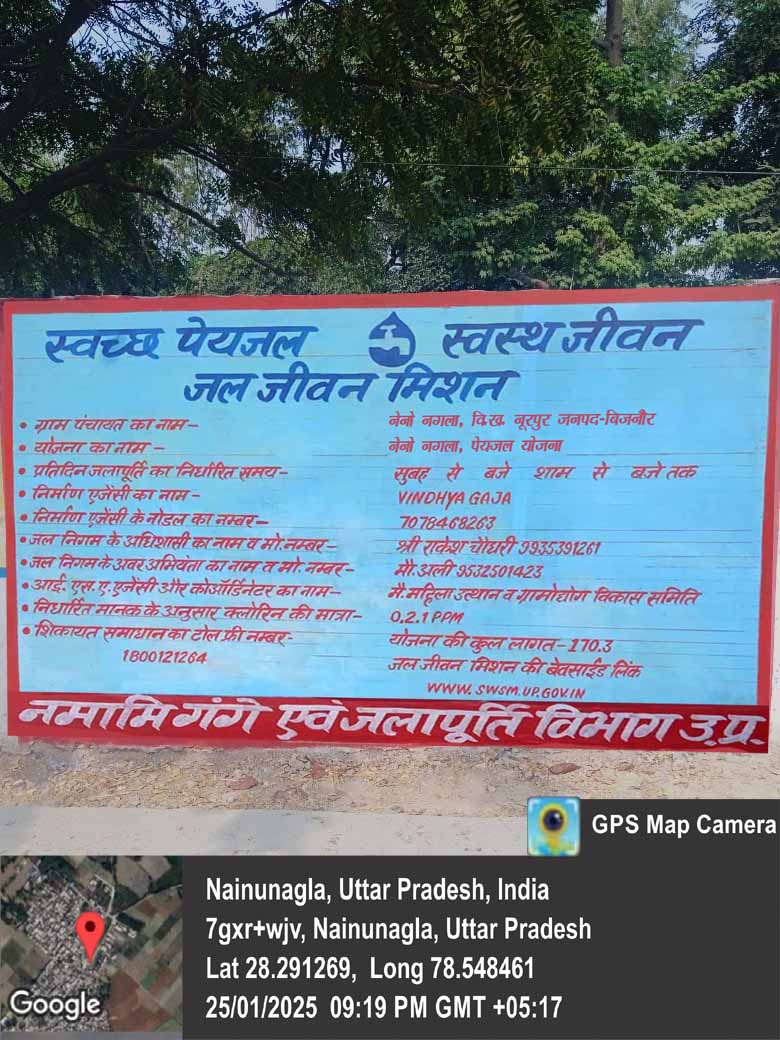 स्वच्छ पेयजल स्वस्थ जीवन
जल जीवन मिशन
• ग्राम पंचायत का नाम- नेनो नगला, वि.ख. नूरपुर जनपद-बिजनौर
• योजना का नाम- नेनो नगला, पेयजल योजना
• प्रतिदिन जलापूर्ति का निर्धारित समय- सुबह से बजे शाम से बजे तक
• निर्माण एजेंसी का नाम- VINDHYA GAJA
• निर्माण एजेंसी के नोडल का नम्बर- 7078468263
• जल निगम के अधिशासी का नाम व मो. नम्बर- श्री राकेश चौधरी 9935391261
• जल निगम के अवर अभियंता का नाम व मो. नम्बर- मौ. अली 9532501423
• आई. एस. ए. एजेंसी और कोऑर्डिनेटर का नाम- मै. महिला उत्थान व ग्रामोद्योग विकास समिति
• निर्धारित मानक के अनुसार क्लोरिन की मात्रा- 0.2.1 PPM
• शिकायत समाधान का टोल फ्री नम्बर- योजना की कुल लागत-170.3
1800121264 जल जीवन मिशन की बेवसाईड लिंक
WWW. SWSM.UP.GOV.IN
नमामि गंगे एवं जलापूर्ति विभाग उ.प्र.
GPS Map Camera
Nainunagla, Uttar Pradesh, India
7gxr+wjv, Nainunagla, Uttar Pradesh
Lat 28.291269, Long 78.548461
25/01/2025 09:19 PM GMT +05:17
Google